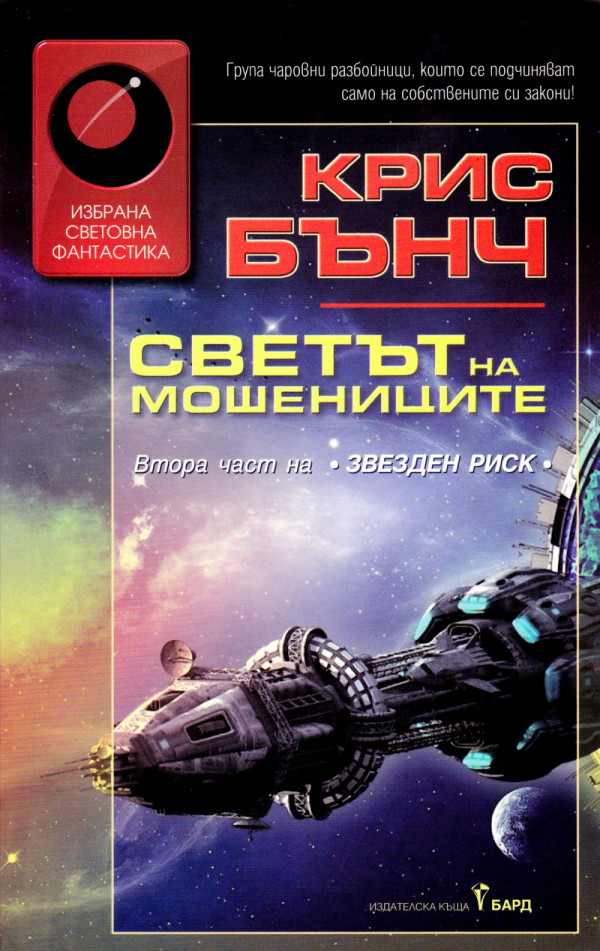 Група чаровни разбойници, които се подчиняват
само на собствените си закони!
ИЗБРАНА
СВЕТОВНА
ФАНТАСТИКА
КРИС
БЪНЧ
СВЕТЪТ НА
МОШЕНИЦИТЕ
Втора част на • ЗВЕЗДЕН РИСК •
ИЗДАТЕЛСКА КЪЩА БАРД